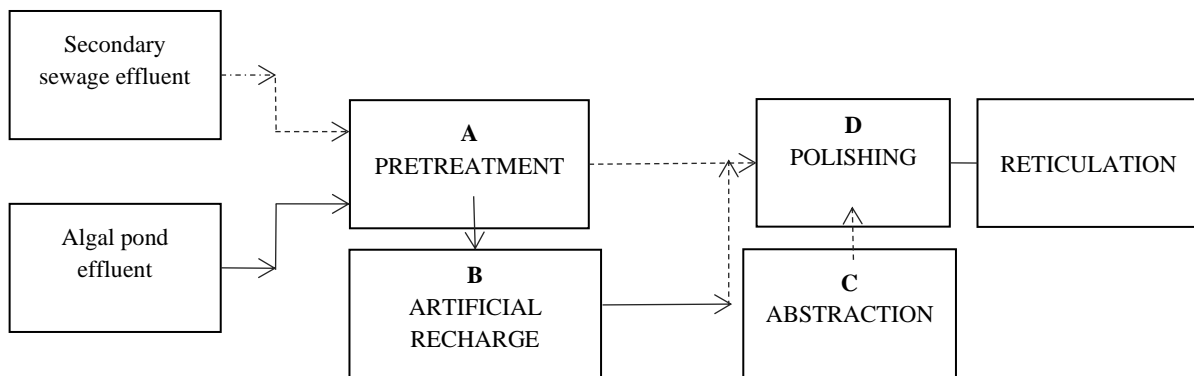 Secondary
sewage effluent
Algal pond
effluent
A
PRETREATMENT
B
ARTIFICIAL
RECHARGE
D
POLISHING
C
ABSTRACTION
RETICULATION